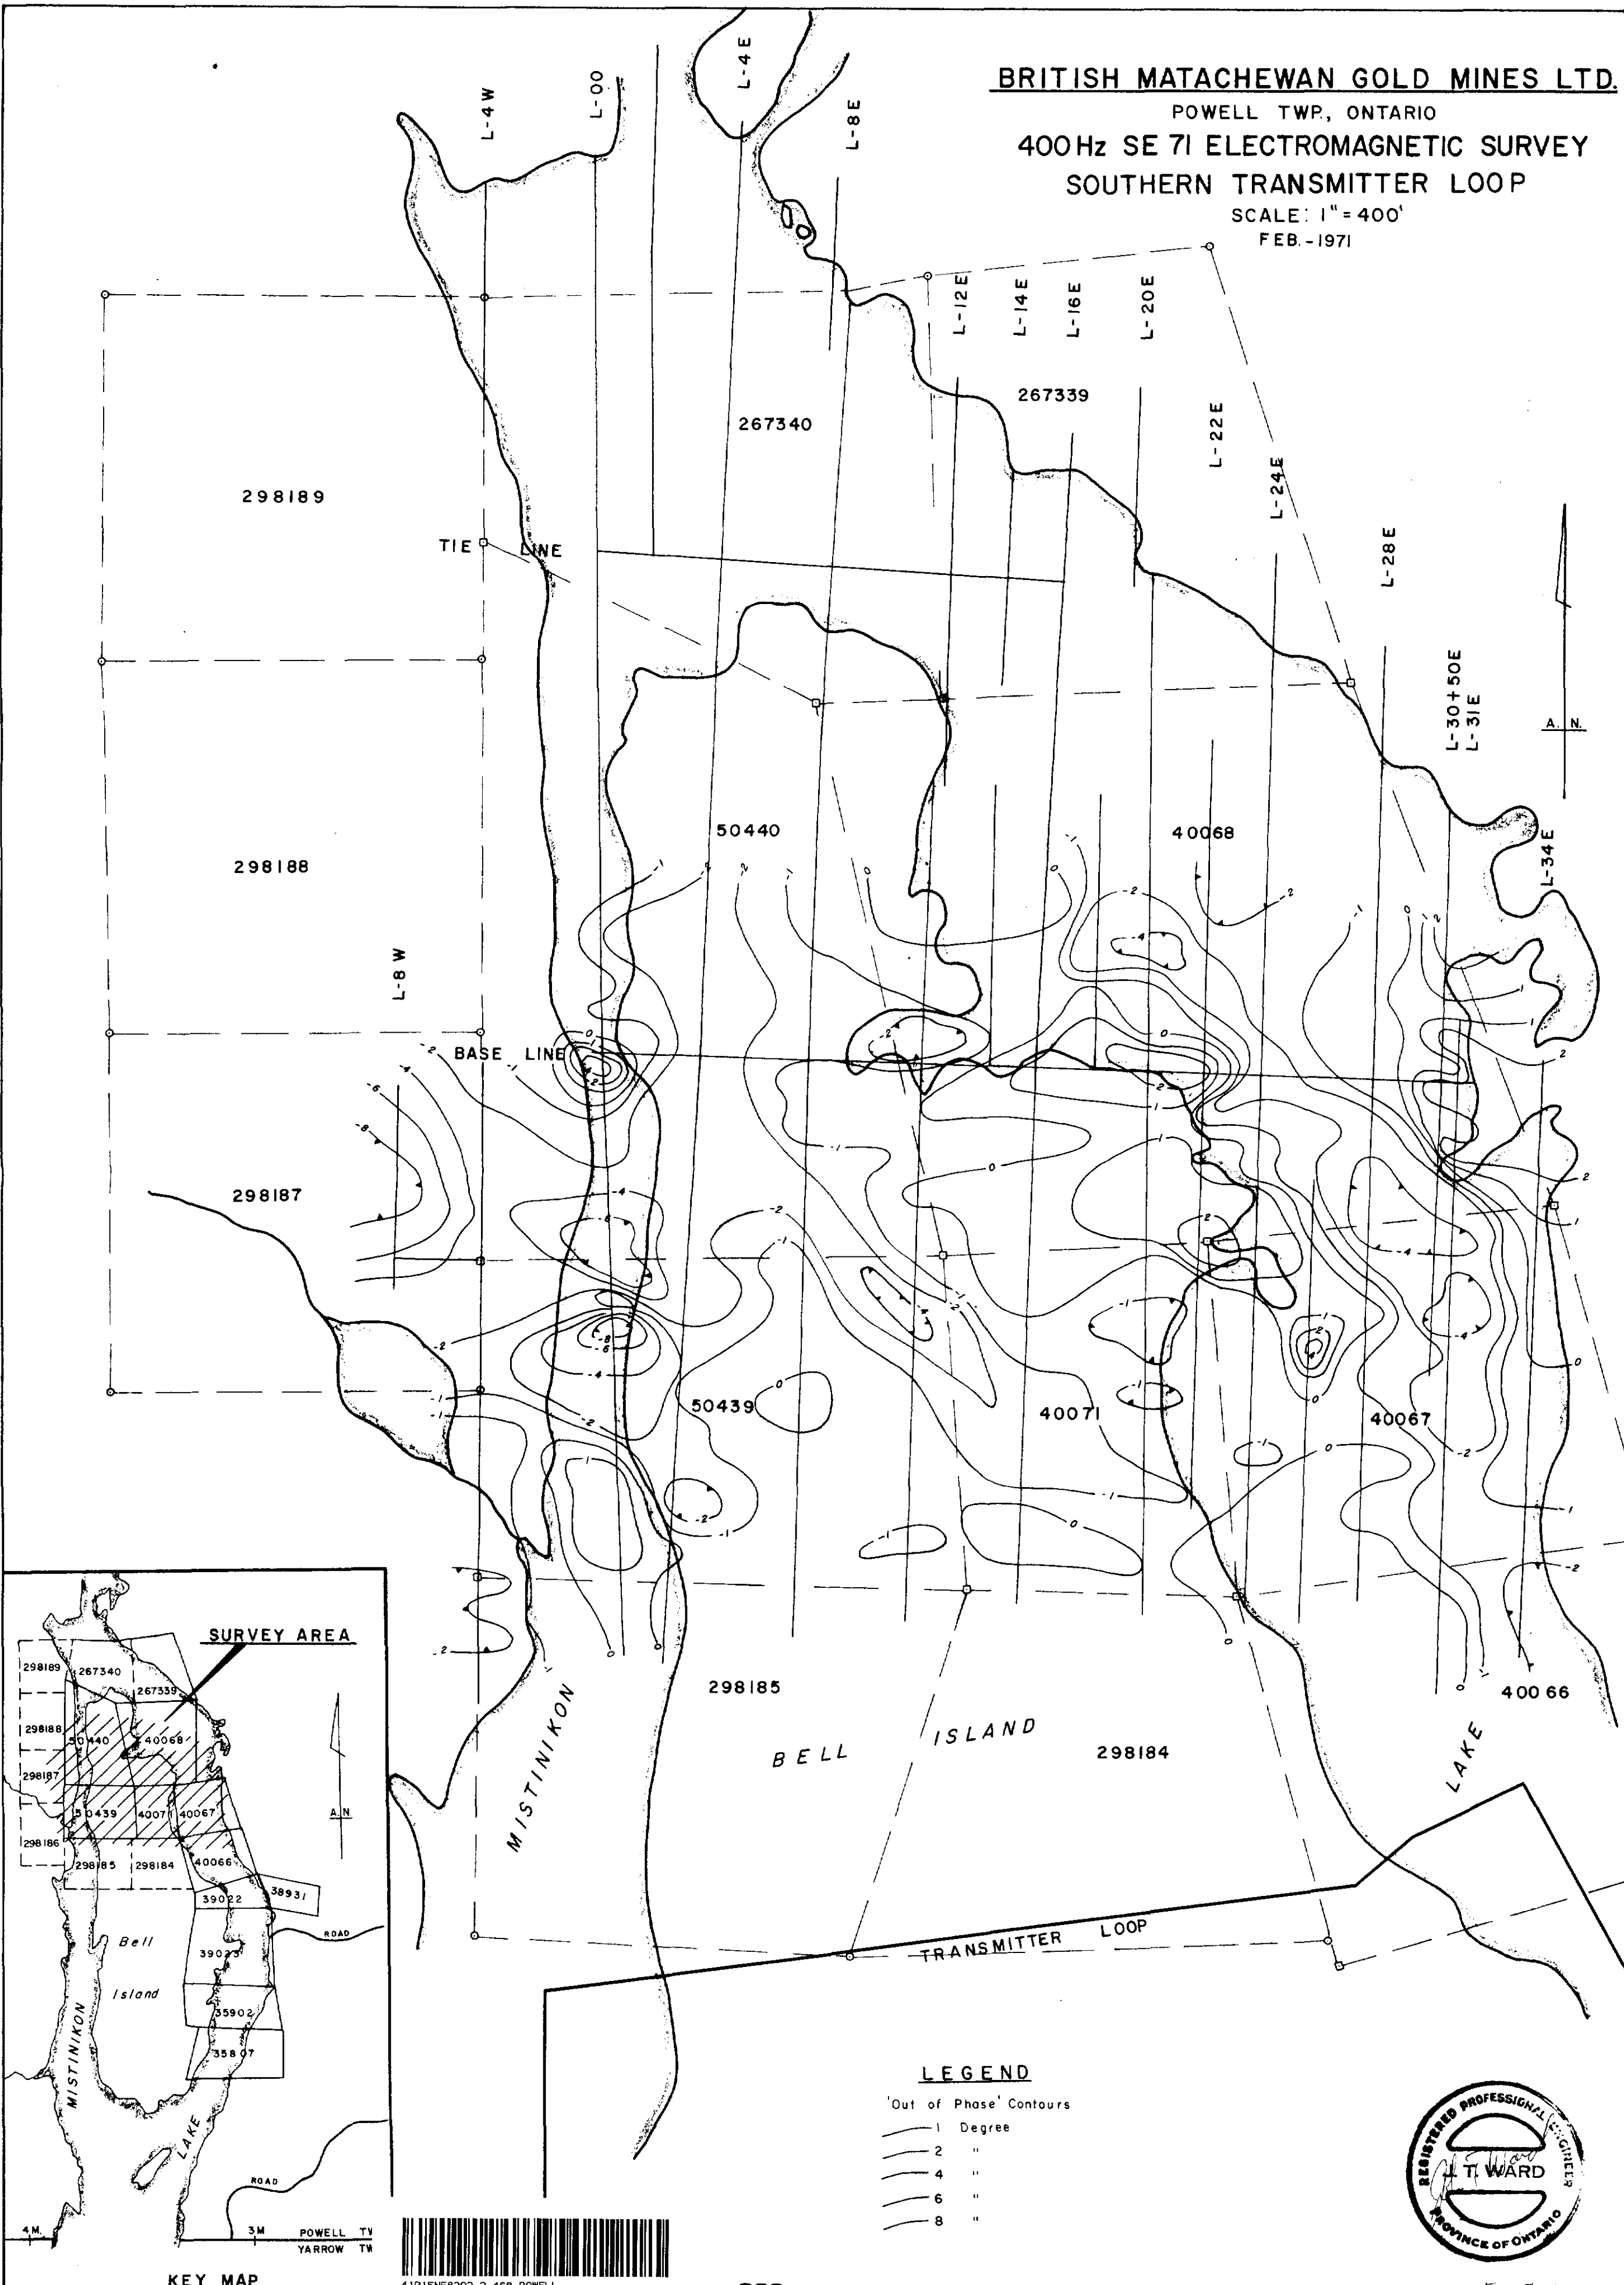 BRITISH MATACHEWAN GOLD MINES LTD.
POWELL TWP., ONTARIO
400 Hz SE 71 ELECTROMAGNETIC SURVEY
SOUTHERN TRANSMITTER LOOP
SCALE: 1" = 400'
FEB. - 1971
L-4W
L-00
L-4E
L-8E
L-12E
L-14E
L-16E
L-20E
L-22E
L-24E
L-28E
L-30+50E
L-31E
L-34E
L-8W
A. N.
267339
267340
298189
TIE LINE
50440
40068
298188
BASE LINE
298187
50439
40071
40067
298185
40066
298184
MISTINIKON
BELL ISLAND
LAKE
TRANSMITTER LOOP
SURVEY AREA
298189
267340
267339
298188
50440
40068
298187
50439
40071
40067
298186
298185
298184
40066
39022
38931
ROAD
39023
35902
35807
Bell
Island
MISTINIKON
LAKE
ROAD
A.N
4M.
3M
POWELL
YARROW
KEY MAP
LEGEND
'Out of Phase' Contours
1 Degree
2 "
4 "
6 "
8 "
REGISTERED PROFESSIONAL ENGINEER
J. T. WARD
PROVINCE OF ONTARIO